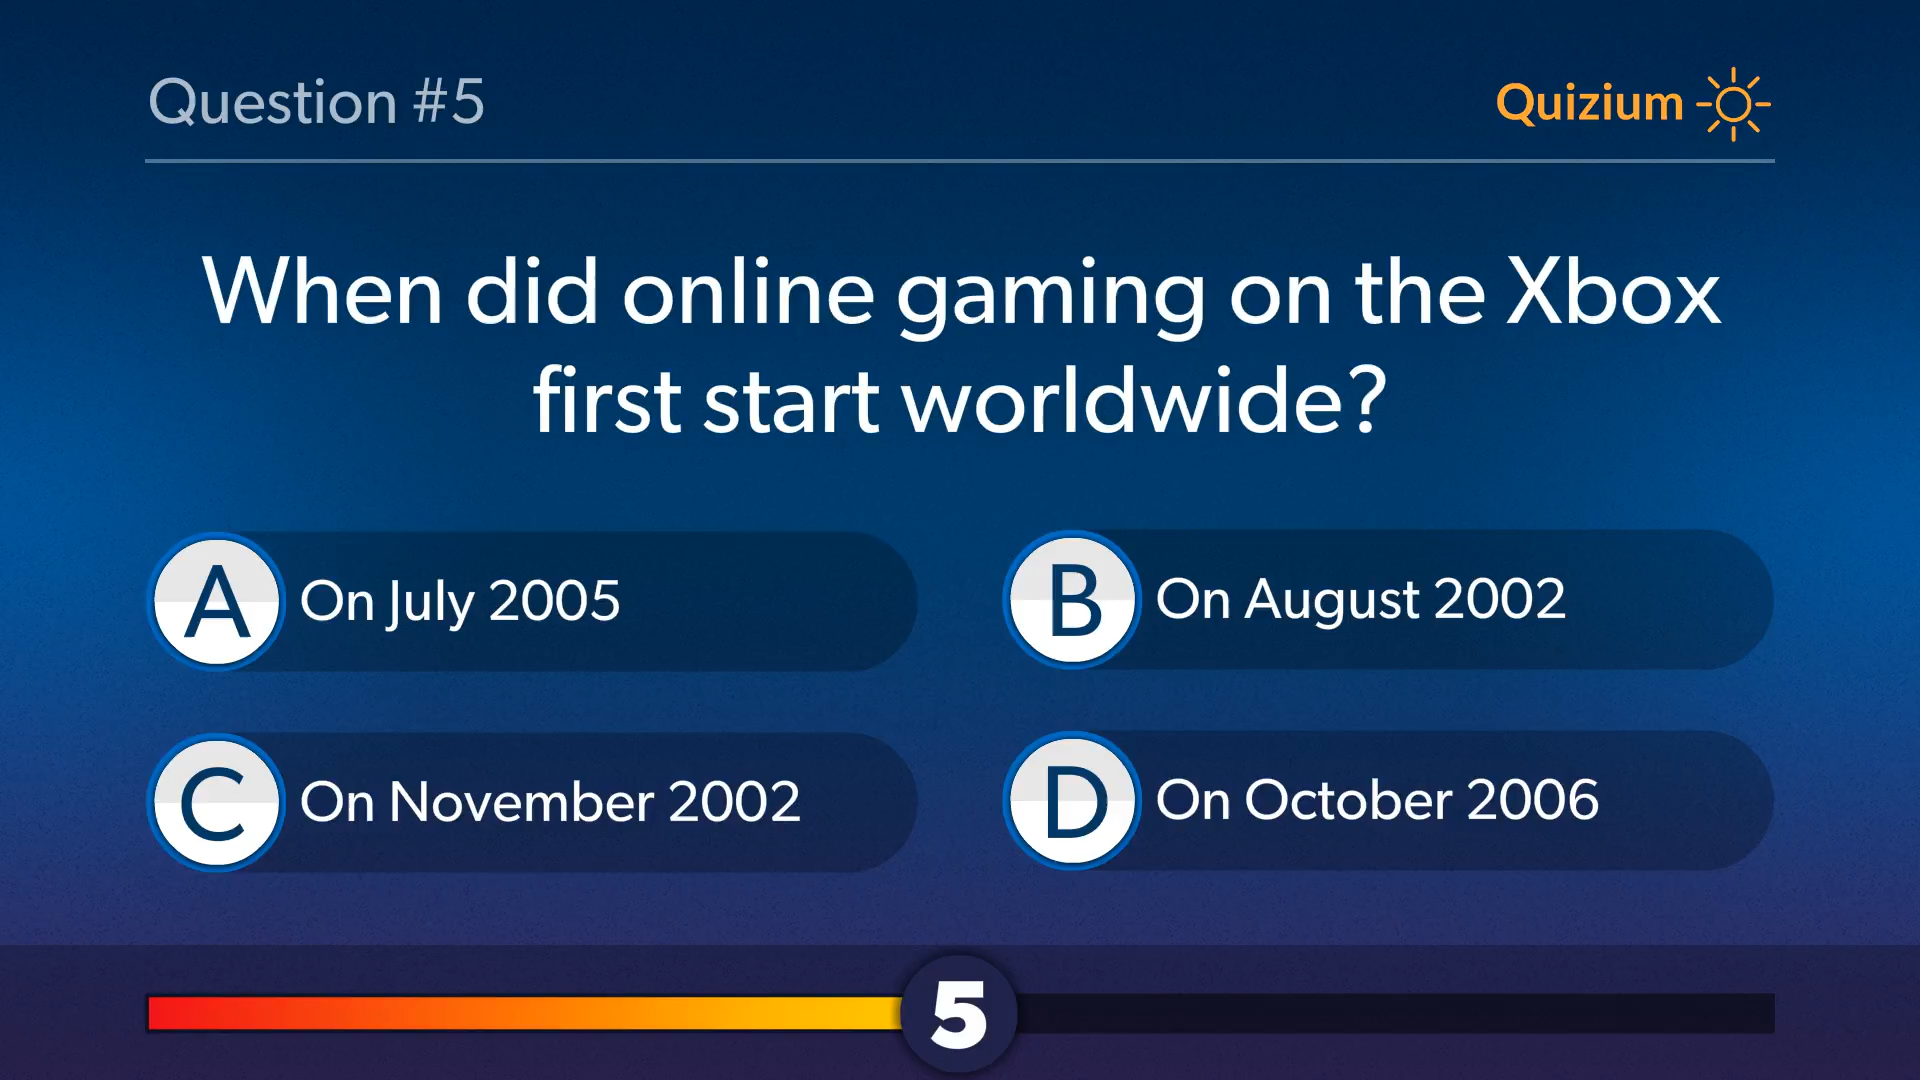 Question #5
Quizium
When did online gaming on the Xbox
first start worldwide?
A On July 2005
B On August 2002
C On November 2002
D On October 2006
5